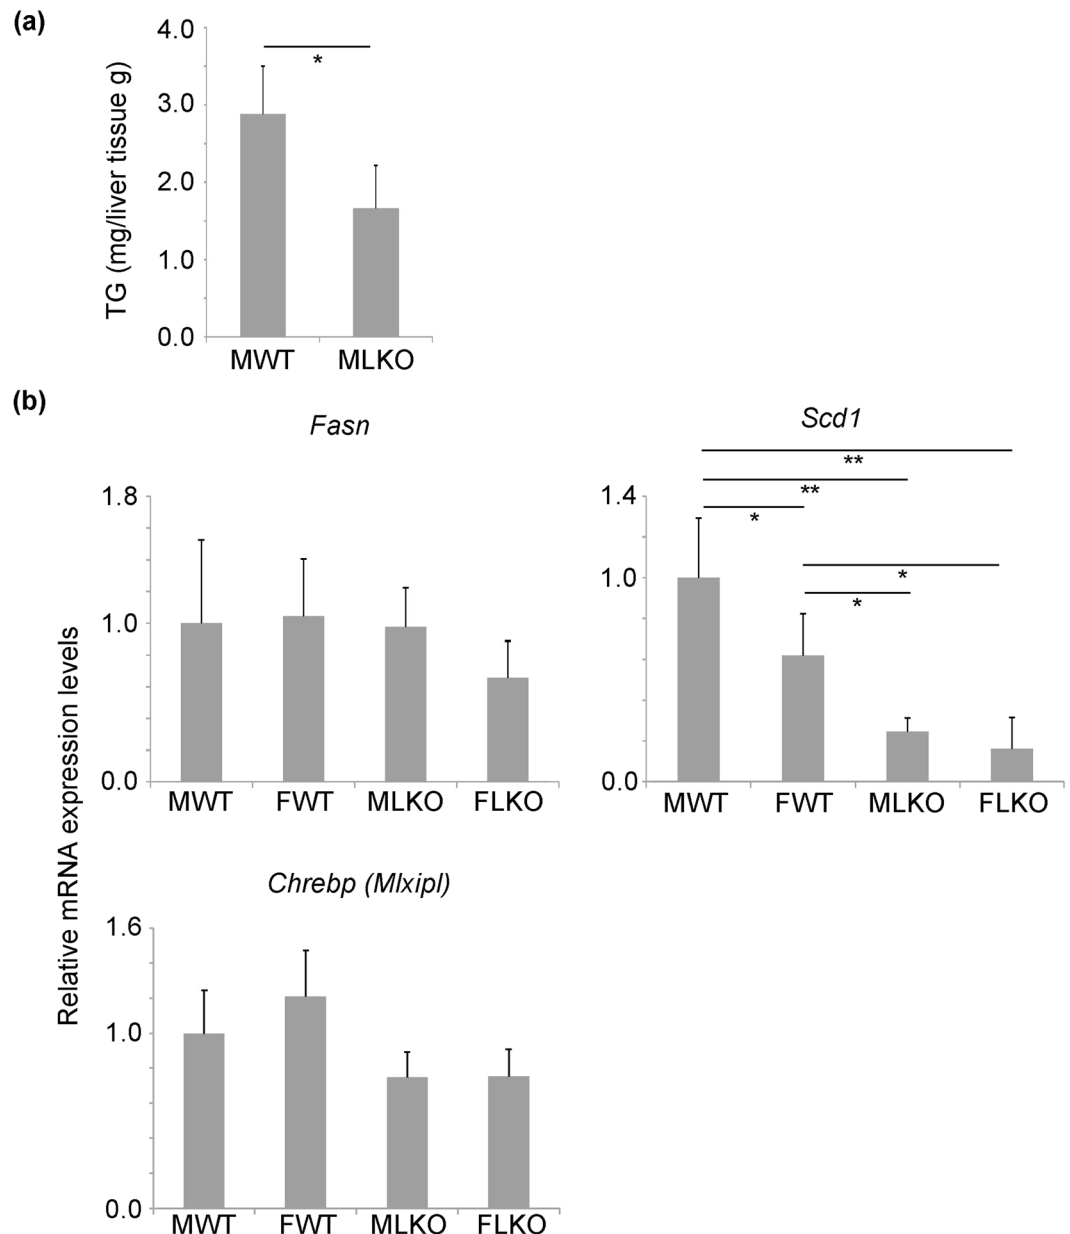 (a)
TG (mg/liver tissue g)
4.0
*
3.0
2.0
1.0
0.0
MWT MLKO
(b)
Relative mRNA expression levels
Fasn
1.8
1.0
0.0
MWT FWT MLKO FLKO
Scd1
**
**
1.4
*
1.0
*
*
0.0
MWT FWT MLKO FLKO
Chrebp (Mlxipl)
1.6
1.0
0.0
MWT FWT MLKO FLKO